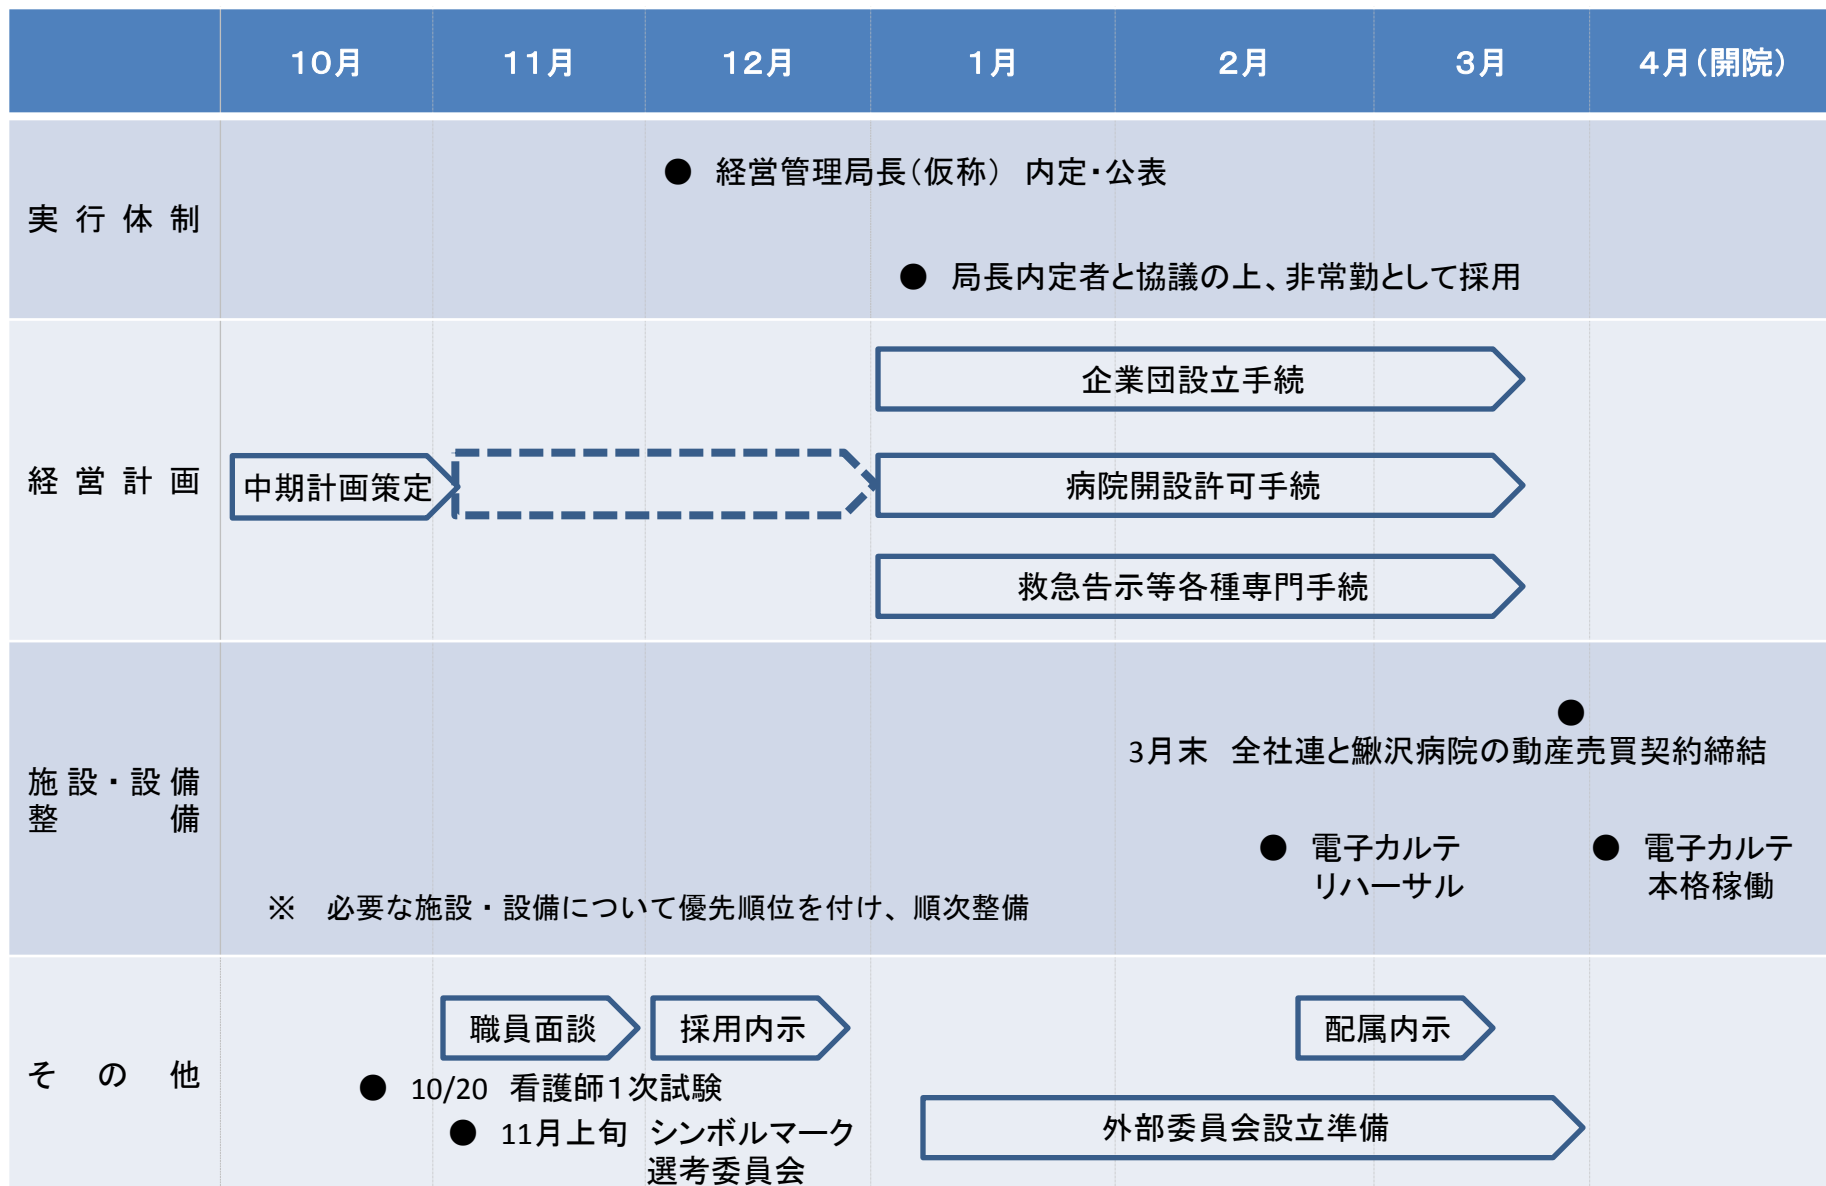 10月 11月 12月 1月 2月 3月 4月(開院)
実行体制
● 経営管理局長(仮称) 内定・公表
● 局長内定者と協議の上、非常勤として採用
経営計画
企業団設立手続
中期計画策定
病院開設許可手続
救急告示等各種専門手続
施設・設備
整備
●
3月末 全社連と鰍沢病院の動産売買契約締結
● 電子カルテ
リハーサル
● 電子カルテ
本格稼働
※ 必要な施設・設備について優先順位を付け、順次整備
その他
職員面談
採用内示
配属内示
● 10/20 看護師1次試験
● 11月上旬 シンボルマーク
選考委員会
外部委員会設立準備